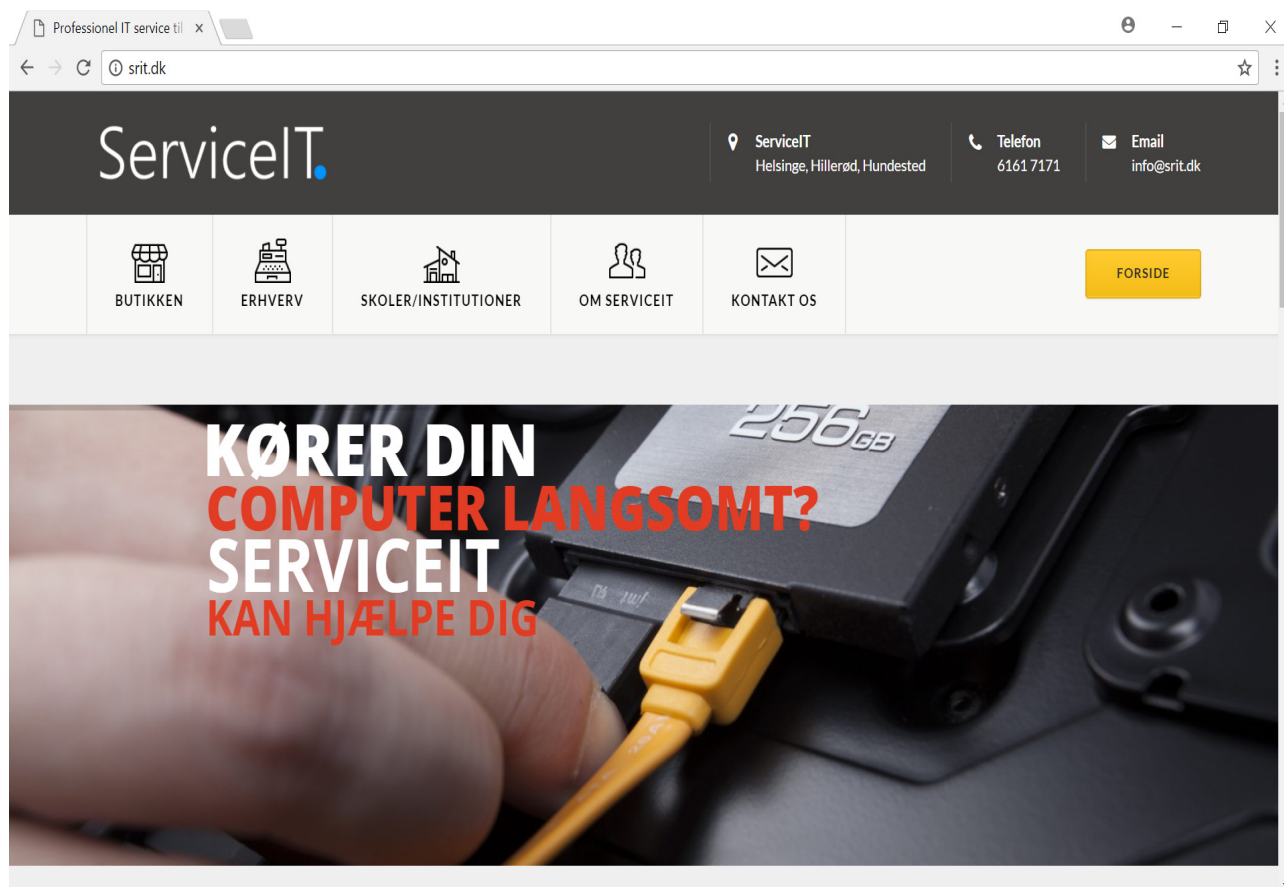 Professionel IT service til
srit.dk
ServiceIT.
ServiceIT
Helsinge, Hillerød, Hundested
Telefon
6161 7171
Email
info@srit.dk
BUTIKKEN
ERHVERV
SKOLER/INSTITUTIONER
OM SERVICEIT
KONTAKT OS
FORSIDE
256GB
KØRER DIN
COMPUTER LANGSOMT?
SERVICEIT
KAN HJÆLPE DIG